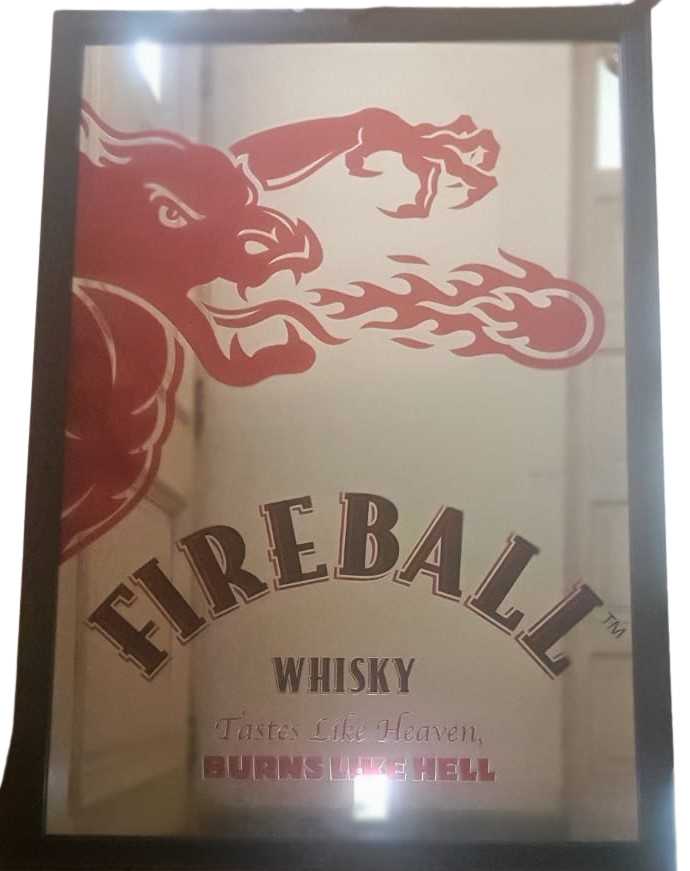 FIREBALL™
WHISKY
Tastes Like Heaven,
BURNS LIKE HELL